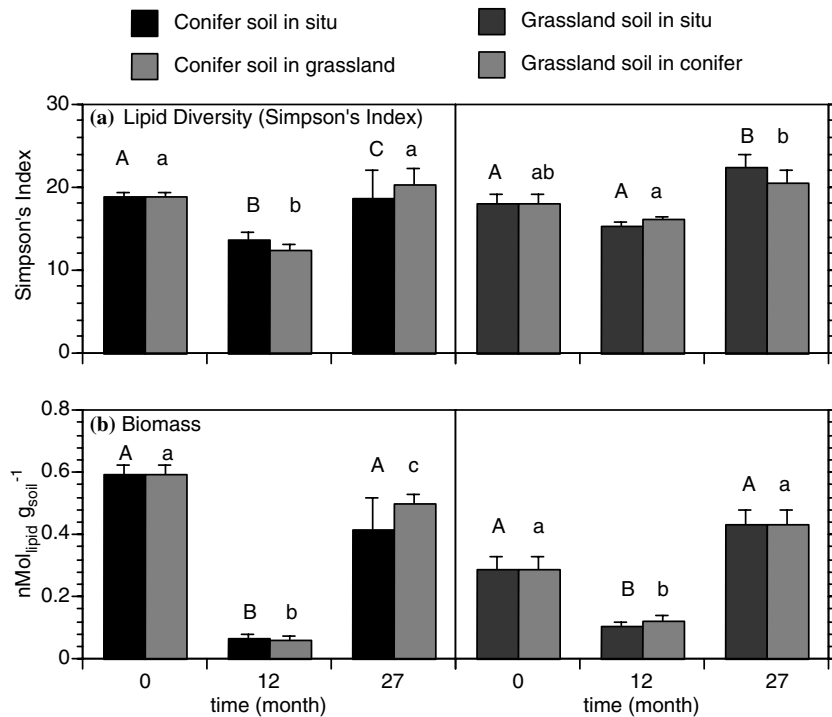 Conifer soil in situ
Grassland soil in situ
Conifer soil in grassland
Grassland soil in conifer
(a) Lipid Diversity (Simpson's Index)
Simpson's Index
30
20
10
0
A a B b C a
A ab A a B b
(b) Biomass
nMol_lipid g_soil^-1
0.8
0.6
0.4
0.2
0
A a B b A c
A a B b A a
0 12 27
0 12 27
time (month)
time (month)